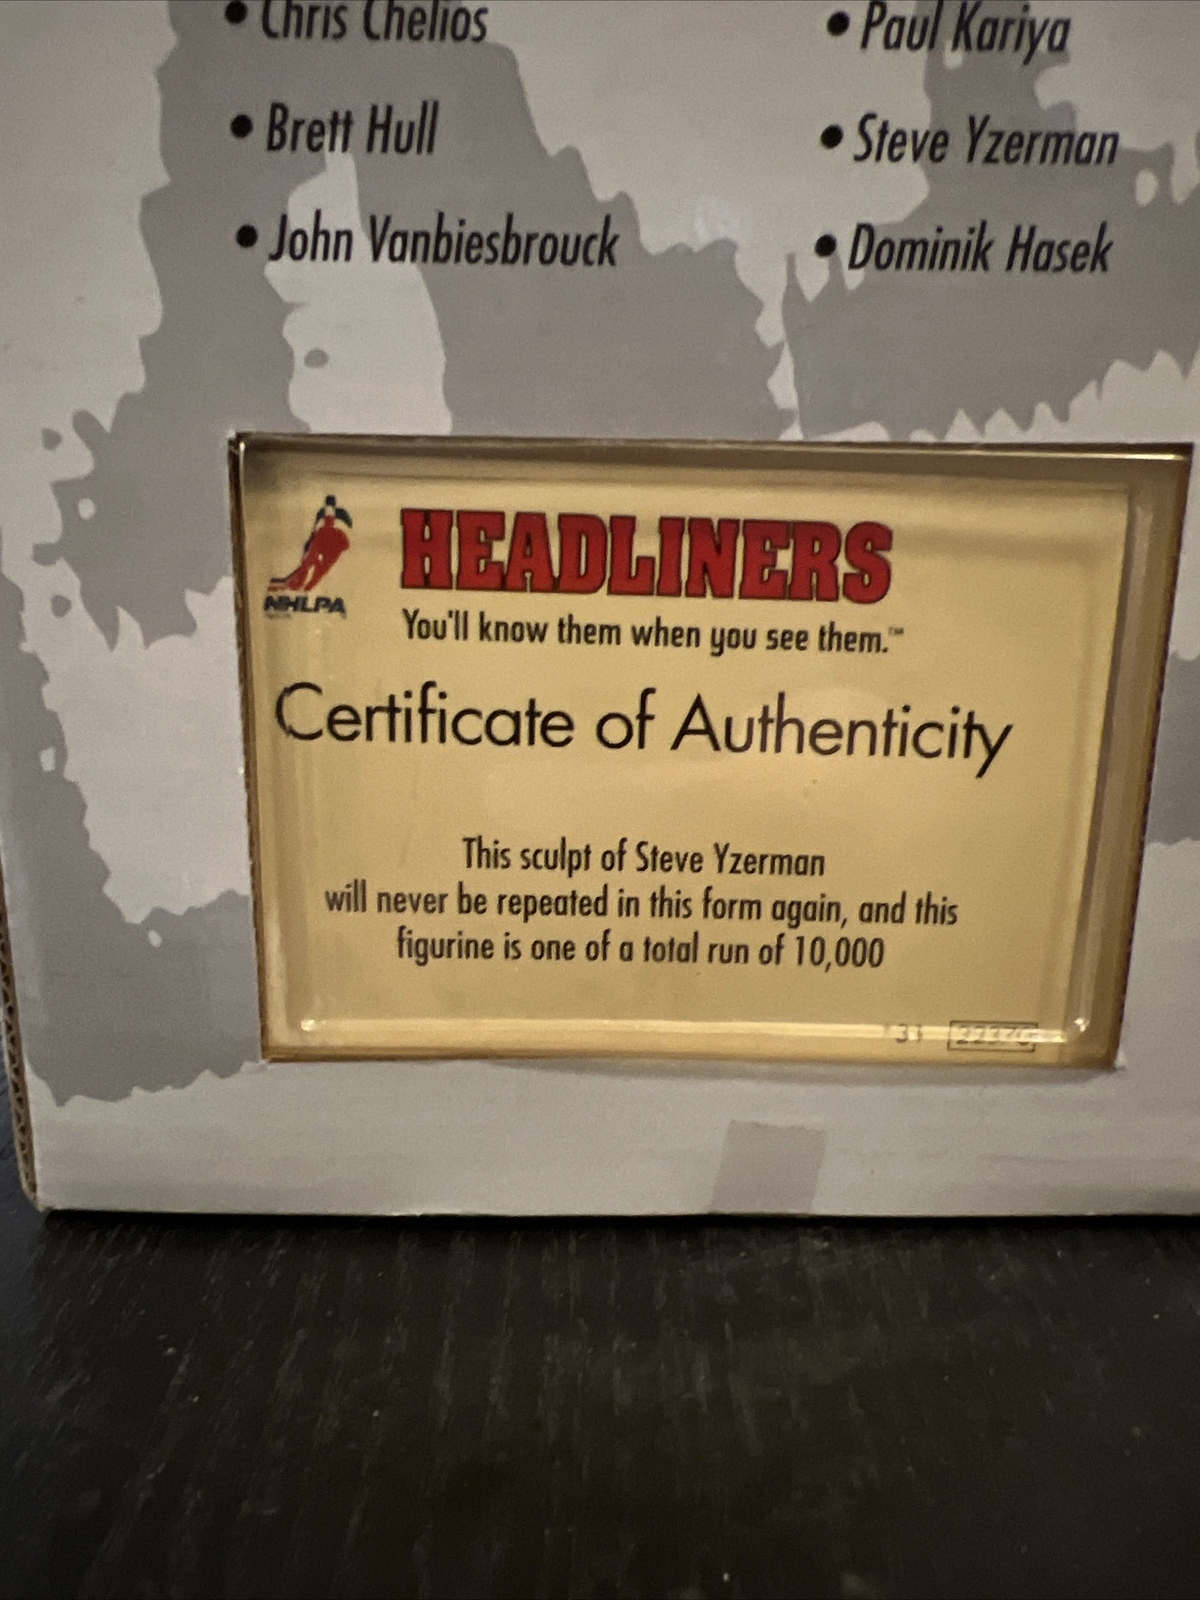 • Chris Chelios
• Paul Kariya
• Brett Hull
• Steve Yzerman
• John Vanbiesbrouck
• Dominik Hasek
NHLPA
HEADLINERS
You'll know them when you see them.™
Certificate of Authenticity
This sculpt of Steve Yzerman
will never be repeated in this form again, and this
figurine is one of a total run of 10,000